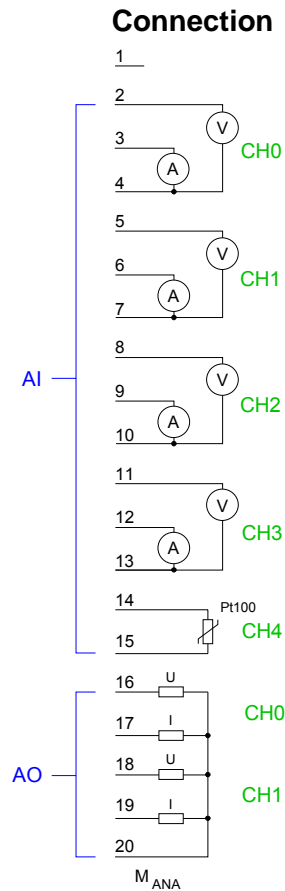 Connection
1
2
V
3
CH0
A
4
5
V
6
CH1
A
7
8
V
AI
9
CH2
A
10
11
V
12
CH3
A
13
14
Pt100
CH4
15
16 U
CH0
17 I
18 U
AO
CH1
19 I
20
M ANA